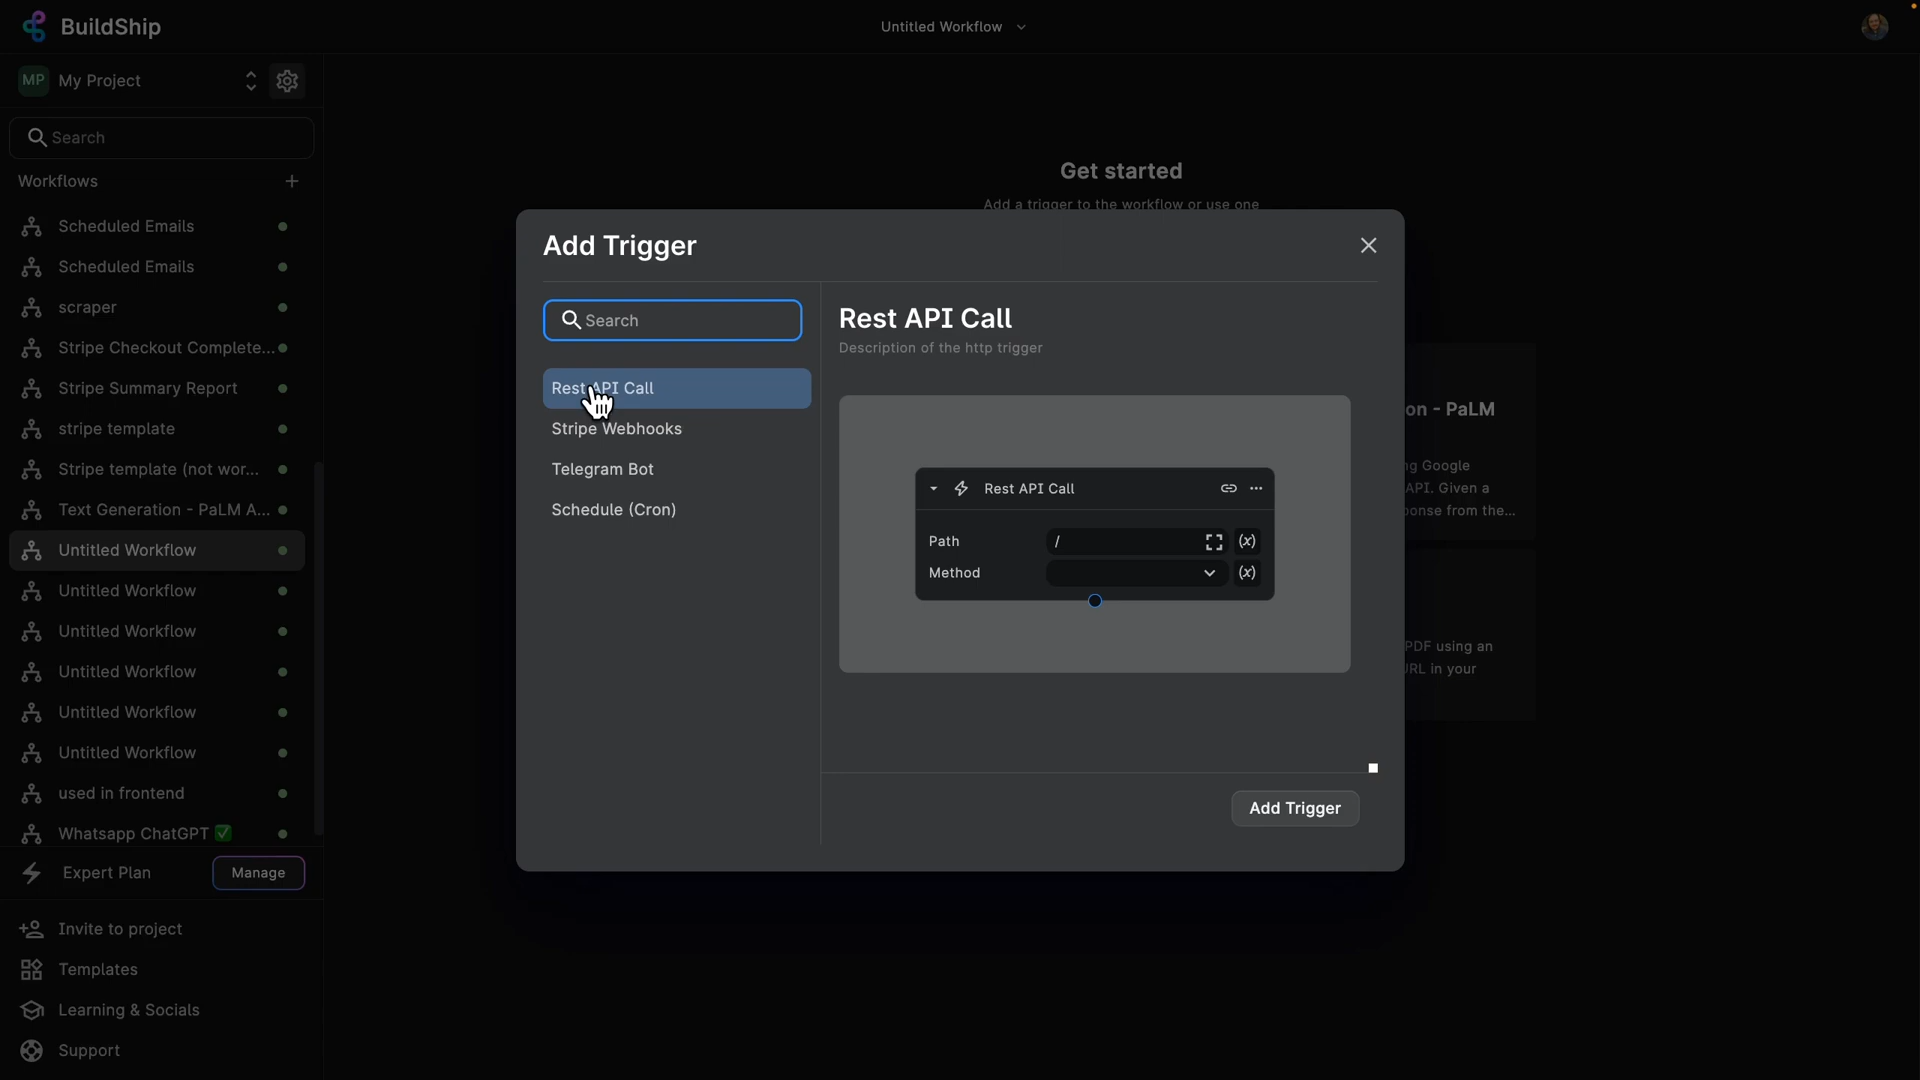 BuildShip
Untitled Workflow
MP My Project
Search
Workflows
Scheduled Emails
Scheduled Emails
scraper
Stripe Checkout Complete...
Stripe Summary Report
stripe template
Stripe template (not wor...
Text Generation - PaLM A...
Untitled Workflow
Untitled Workflow
Untitled Workflow
Untitled Workflow
Untitled Workflow
Untitled Workflow
used in frontend
Whatsapp ChatGPT ✅
Expert Plan
Manage
Invite to project
Templates
Learning & Socials
Support
Get started
Add a trigger to the workflow or use one
Add Trigger
Search
Rest API Call
Stripe Webhooks
Telegram Bot
Schedule (Cron)
Rest API Call
Description of the http trigger
Rest API Call
Path / (x)
Method (x)
Add Trigger
on - PaLM
ng Google
API. Given a
onse from the...
PDF using an
URL in your